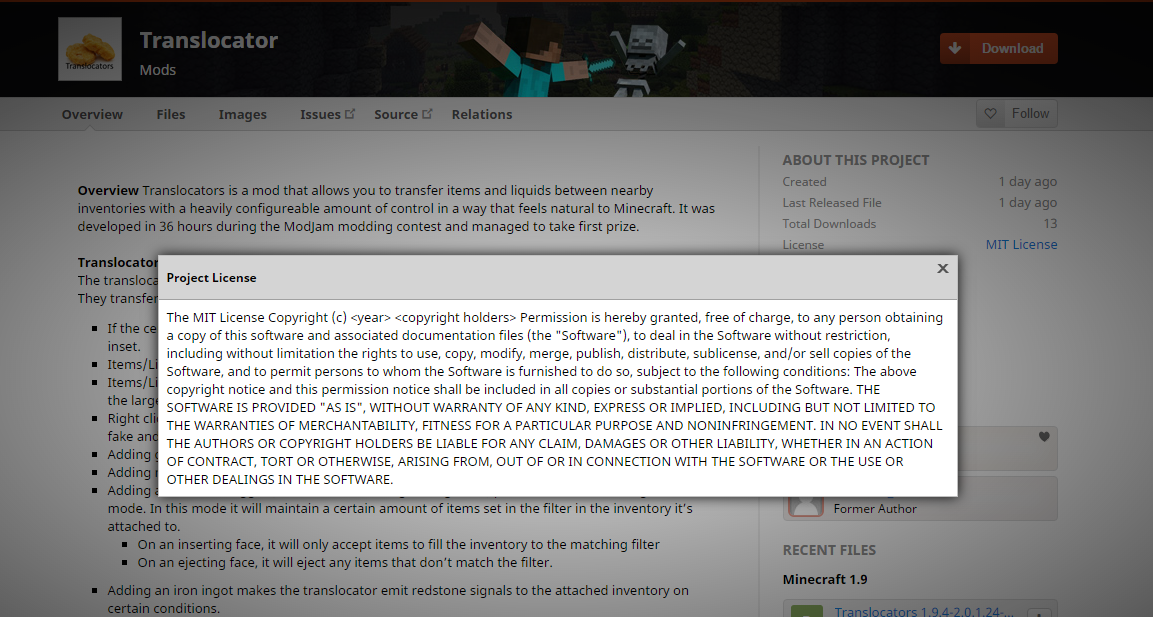 Translocators
Translocator
Mods
Download
Overview
Files
Images
Issues
Source
Relations
Follow
Overview Translocators is a mod that allows you to transfer items and liquids between nearby
inventories with a heavily configureable amount of control in a way that feels natural to Minecraft. It was
developed in 36 hours during the ModJam modding contest and managed to take first prize.
Translocator
The transloca
They transfer
If the ce
inset.
Items/Li
Items/Li
the large
Right cli
fake and
Adding
Adding
Adding a
mode. In this mode it will maintain a certain amount of items set in the filter in the inventory it's
attached to.
On an inserting face, it will only accept items to fill the inventory to the matching filter
On an ejecting face, it will eject any items that don't match the filter.
Adding an iron ingot makes the translocator emit redstone signals to the attached inventory on
certain conditions.
Project License
The MIT License Copyright (c) <year> <copyright holders> Permission is hereby granted, free of charge, to any person obtaining
a copy of this software and associated documentation files (the "Software"), to deal in the Software without restriction,
including without limitation the rights to use, copy, modify, merge, publish, distribute, sublicense, and/or sell copies of the
Software, and to permit persons to whom the Software is furnished to do so, subject to the following conditions: The above
copyright notice and this permission notice shall be included in all copies or substantial portions of the Software. THE
SOFTWARE IS PROVIDED "AS IS", WITHOUT WARRANTY OF ANY KIND, EXPRESS OR IMPLIED, INCLUDING BUT NOT LIMITED TO
THE WARRANTIES OF MERCHANTABILITY, FITNESS FOR A PARTICULAR PURPOSE AND NONINFRINGEMENT. IN NO EVENT SHALL
THE AUTHORS OR COPYRIGHT HOLDERS BE LIABLE FOR ANY CLAIM, DAMAGES OR OTHER LIABILITY, WHETHER IN AN ACTION
OF CONTRACT, TORT OR OTHERWISE, ARISING FROM, OUT OF OR IN CONNECTION WITH THE SOFTWARE OR THE USE OR
OTHER DEALINGS IN THE SOFTWARE.
ABOUT THIS PROJECT
Created 1 day ago
Last Released File 1 day ago
Total Downloads 13
License MIT License
Former Author
RECENT FILES
Minecraft 1.9
Translocators 1.9.4-2.0.1.24-...